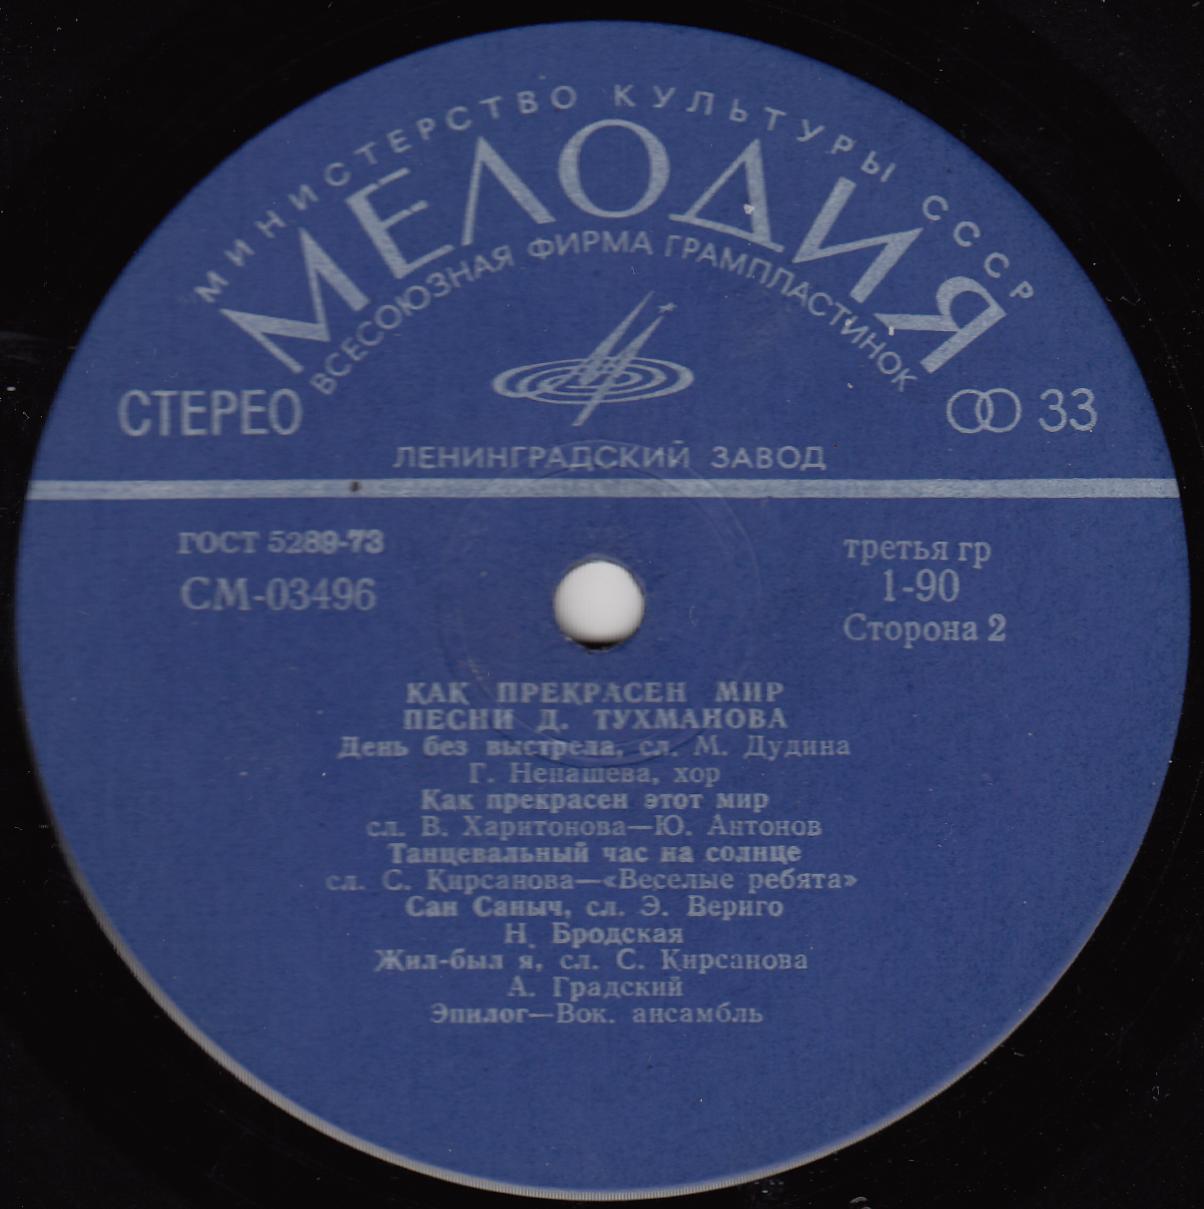 МИНИСТЕРСТВО КУЛЬТУРЫ СССР
МЕЛОДИЯ
ВСЕСОЮЗНАЯ ФИРМА ГРАМПЛАСТИНОК
СТЕРЕО
33
ЛЕНИНГРАДСКИЙ ЗАВОД
ГОСТ 5289-73
третья гр
СМ-03496
1-90
Сторона 2
КАК ПРЕКРАСЕН МИР
ПЕСНИ Д. ТУХМАНОВА
День без выстрела, сл. М. Дудина
Г. Ненашева, хор
Как прекрасен этот мир
сл. В. Харитонова—Ю. Антонов
Танцевальный час на солнце
сл. С. Кирсанова—«Веселые ребята»
Сан Саныч, сл. Э. Вериго
Н. Бродская
Жил-был я, сл. С. Кирсанова
А. Градский
Эпилог—Вок. ансамбль